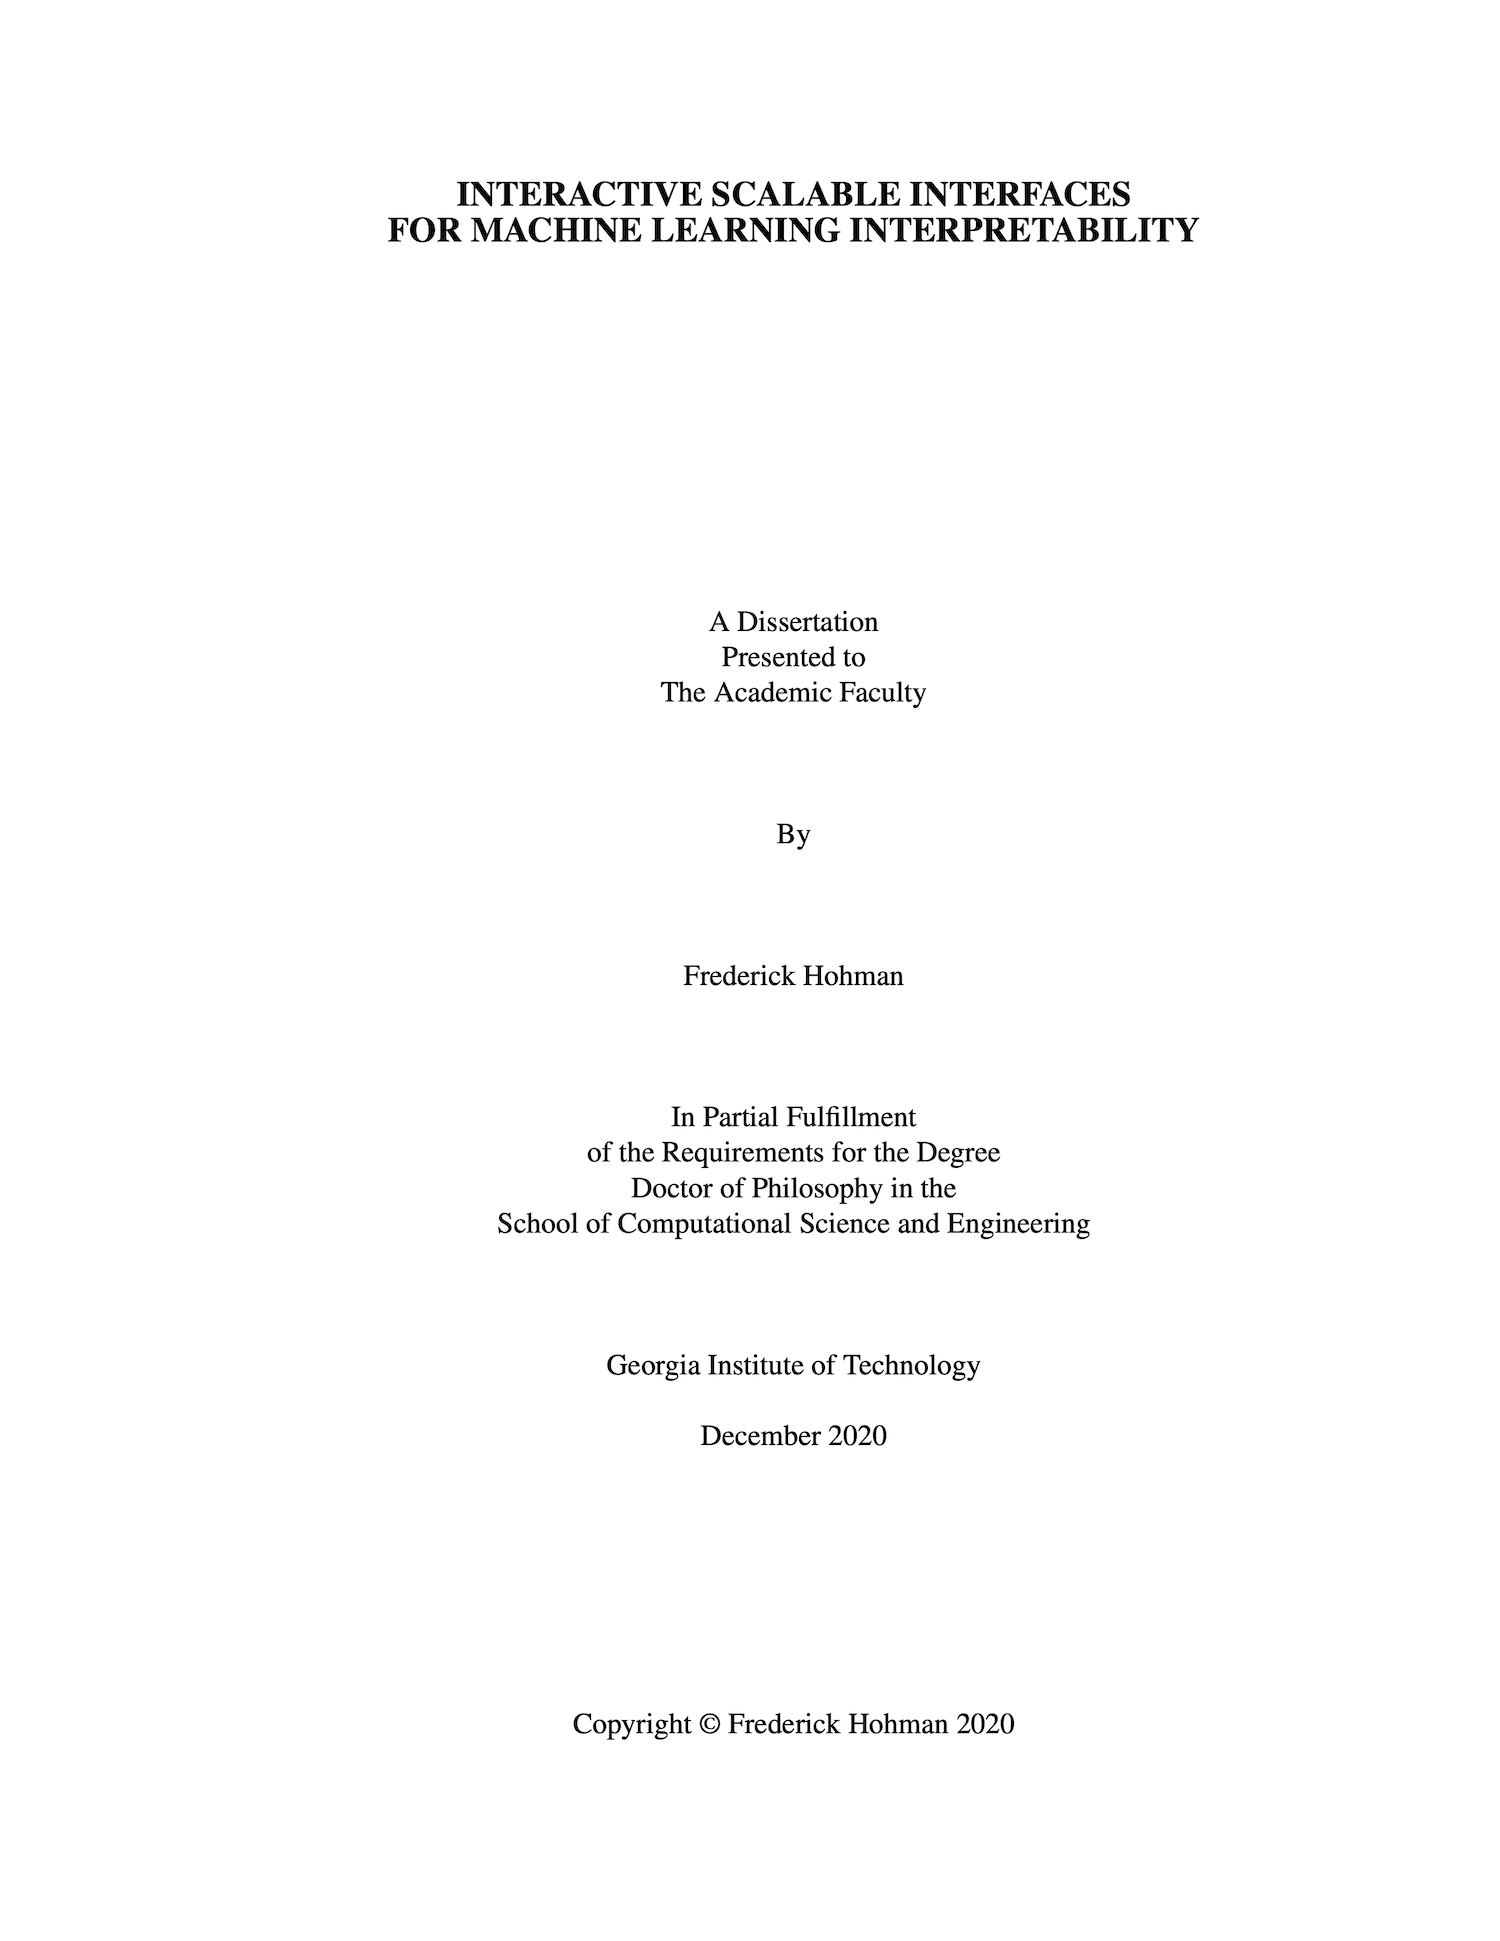 INTERACTIVE SCALABLE INTERFACES
FOR MACHINE LEARNING INTERPRETABILITY
A Dissertation
Presented to
The Academic Faculty
By
Frederick Hohman
In Partial Fulfillment
of the Requirements for the Degree
Doctor of Philosophy in the
School of Computational Science and Engineering
Georgia Institute of Technology
December 2020
Copyright © Frederick Hohman 2020